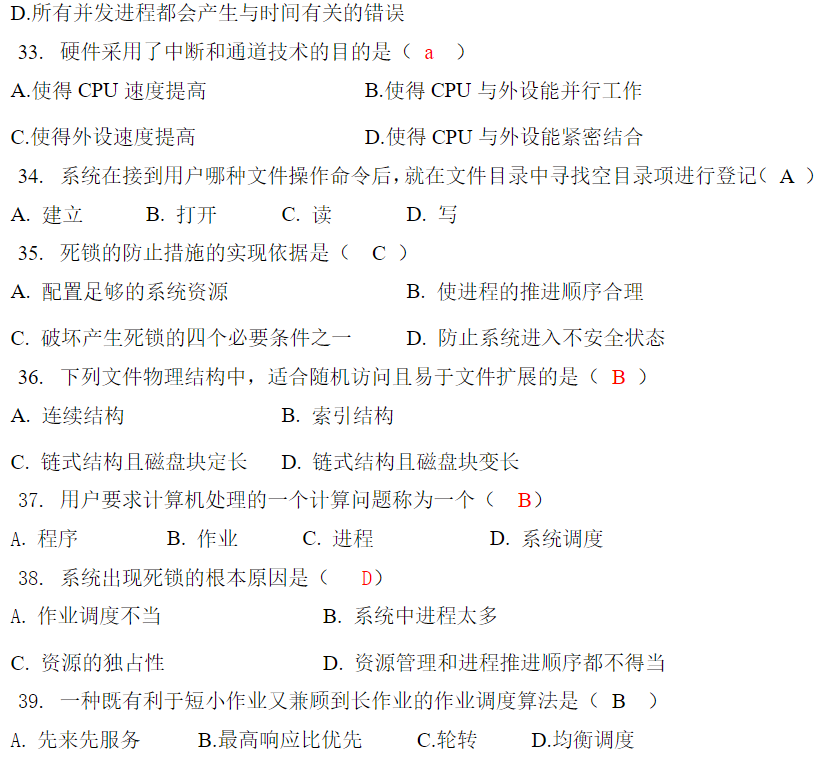 D.所有并发进程都会产生与时间有关的错误
33. 硬件采用了中断和通道技术的目的是（ a ）
A.使得 CPU 速度提高 B.使得 CPU 与外设能并行工作
C.使得外设速度提高 D.使得 CPU 与外设能紧密结合
34. 系统在接到用户哪种文件操作命令后，就在文件目录中寻找空目录项进行登记（ A ）
A. 建立 B. 打开 C. 读 D. 写
35. 死锁的防止措施的实现依据是（ C ）
A. 配置足够的系统资源 B. 使进程的推进顺序合理
C. 破坏产生死锁的四个必要条件之一 D. 防止系统进入不安全状态
36. 下列文件物理结构中，适合随机访问且易于文件扩展的是（ B ）
A. 连续结构 B. 索引结构
C. 链式结构且磁盘块定长 D. 链式结构且磁盘块变长
37. 用户要求计算机处理的一个计算问题称为一个（ B）
A. 程序 B. 作业 C. 进程 D. 系统调度
38. 系统出现死锁的根本原因是（ D）
A. 作业调度不当 B. 系统中进程太多
C. 资源的独占性 D. 资源管理和进程推进顺序都不得当
39. 一种既有利于短小作业又兼顾到长作业的作业调度算法是（ B ）
A. 先来先服务 B.最高响应比优先 C.轮转 D.均衡调度